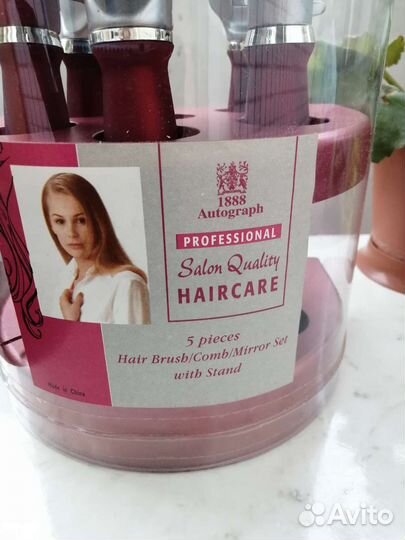 1888
Autograph
PROFESSIONAL
Salon Quality
HAIRCARE
5 pieces
Hair Brush/Comb/Mirror Set
with Stand
Made in China
Avito